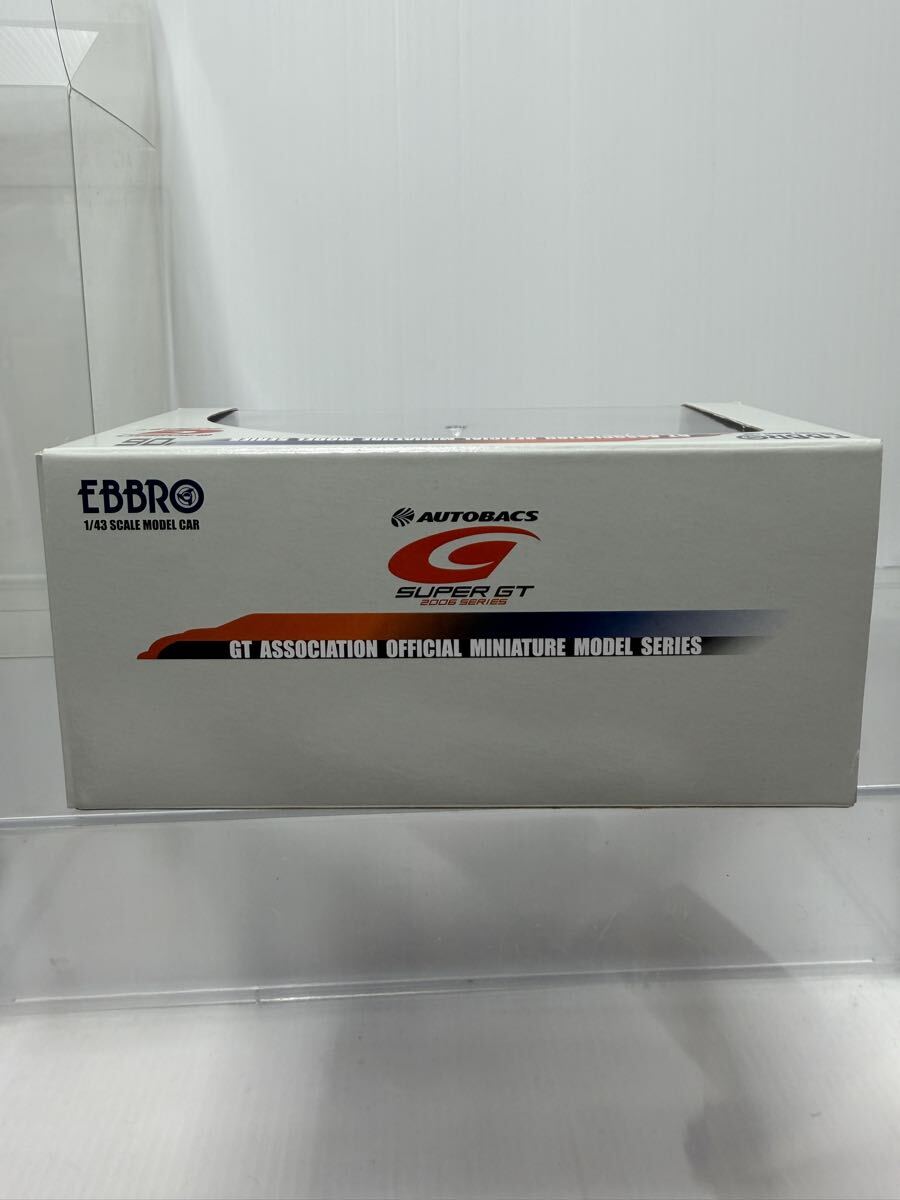 EBBRO
1/43 SCALE MODEL CAR
AUTOBACS
SUPER GT
2006 SERIES
GT ASSOCIATION OFFICIAL MINIATURE MODEL SERIES